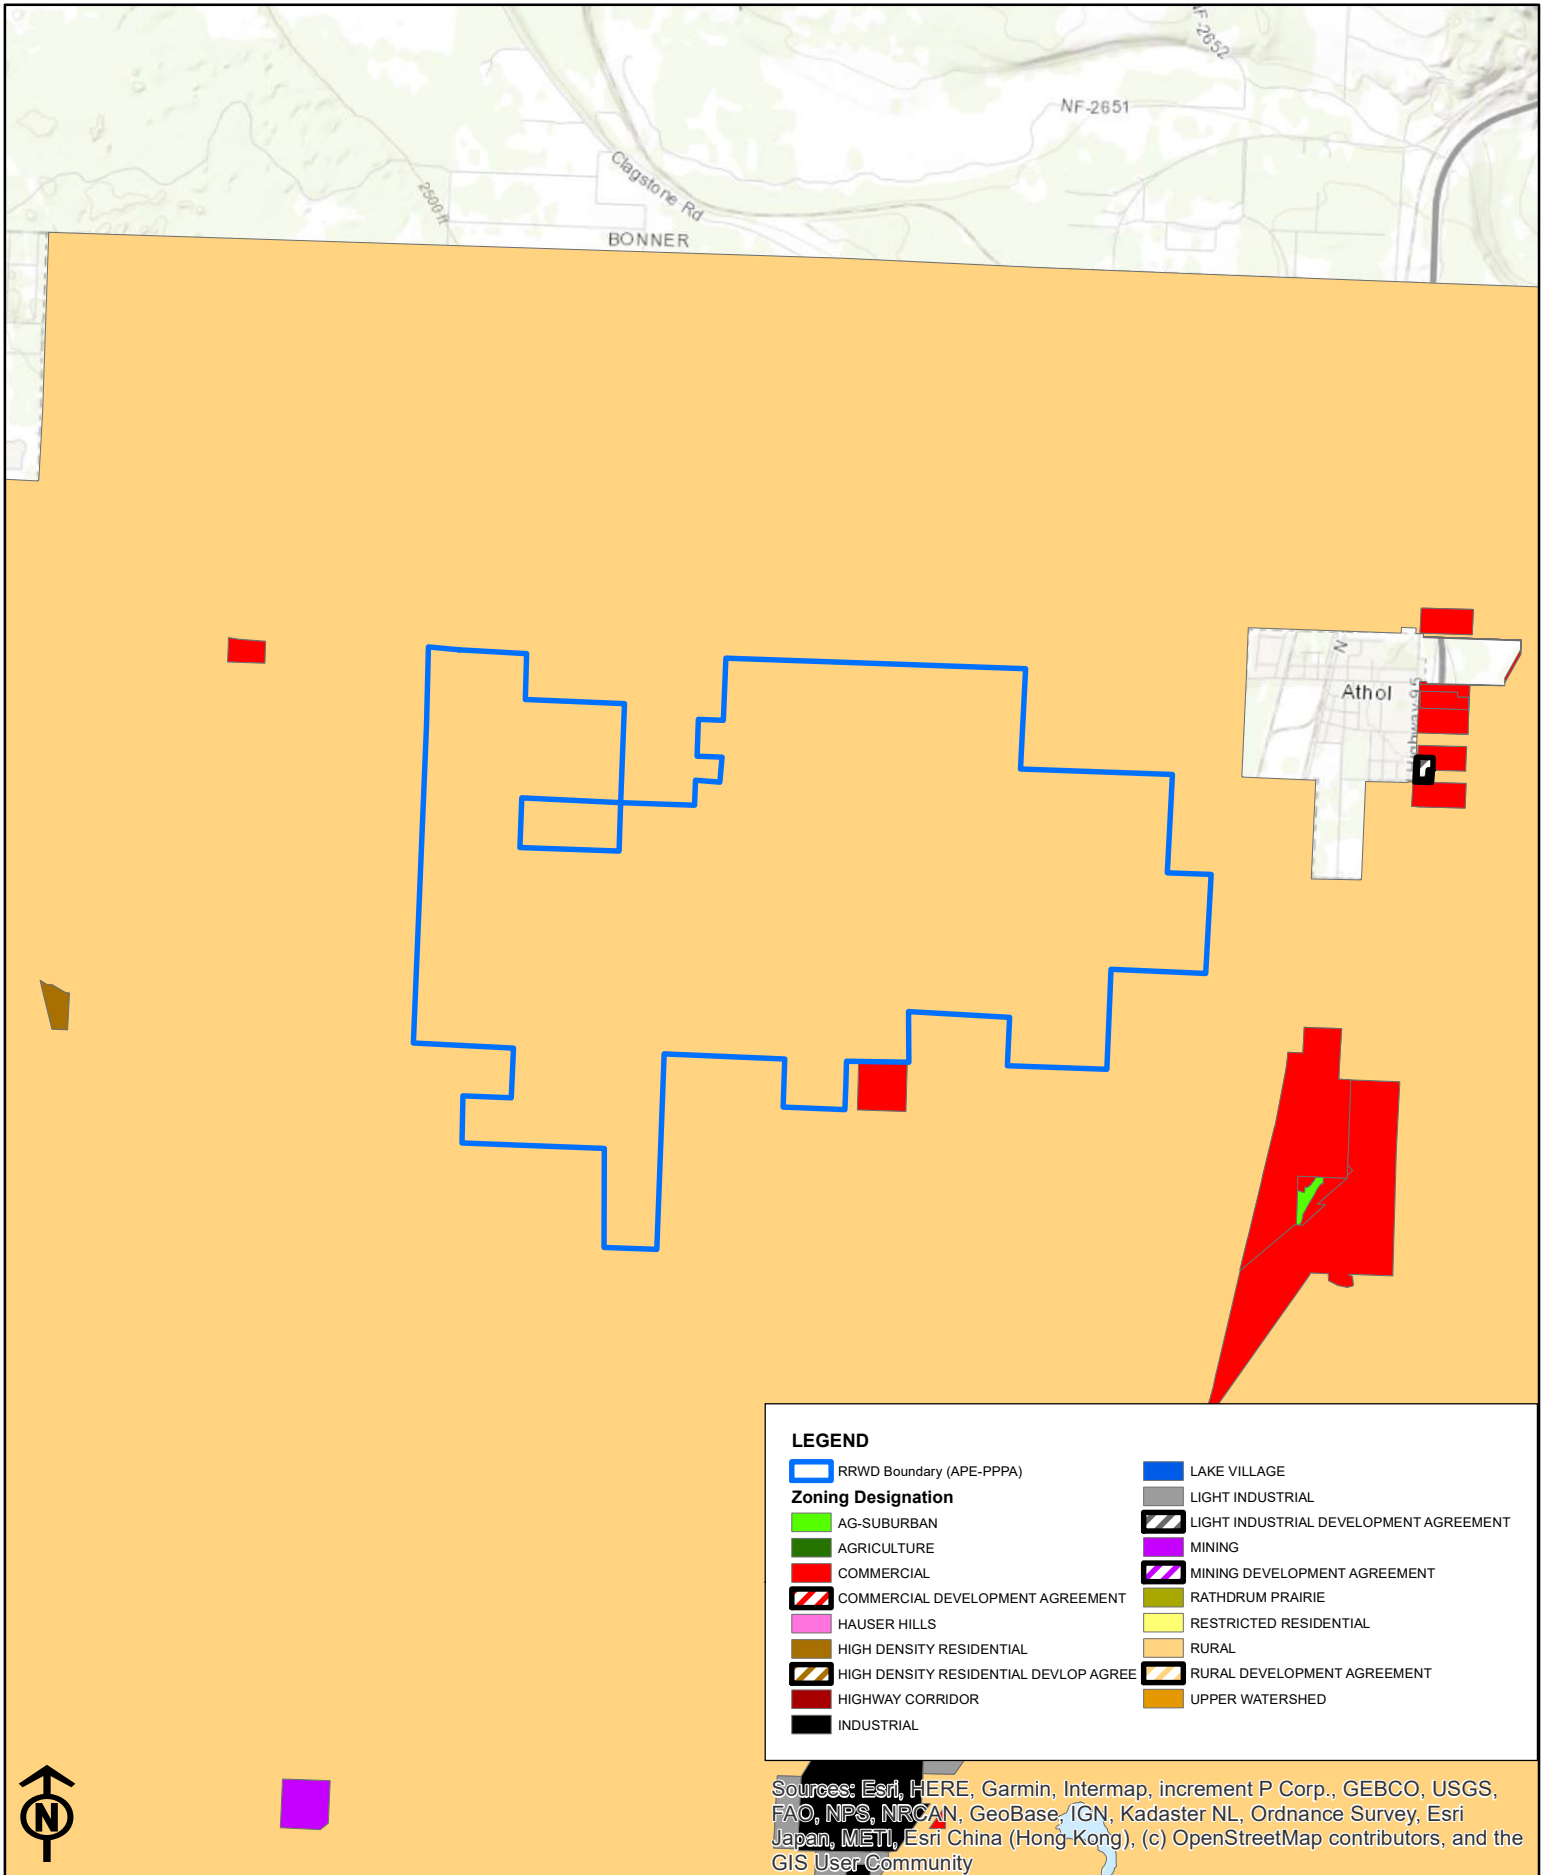 NF-2652
NF-2651
Clagstone Rd
2500 ft
BONNER
N
Athol
Highway 95
LEGEND
RRWD Boundary (APE-PPPA)
Zoning Designation
AG-SUBURBAN
AGRICULTURE
COMMERCIAL
COMMERCIAL DEVELOPMENT AGREEMENT
HAUSER HILLS
HIGH DENSITY RESIDENTIAL
HIGH DENSITY RESIDENTIAL DEVLOP AGREE
HIGHWAY CORRIDOR
INDUSTRIAL
LAKE VILLAGE
LIGHT INDUSTRIAL
LIGHT INDUSTRIAL DEVELOPMENT AGREEMENT
MINING
MINING DEVELOPMENT AGREEMENT
RATHDRUM PRAIRIE
RESTRICTED RESIDENTIAL
RURAL
RURAL DEVELOPMENT AGREEMENT
UPPER WATERSHED
N
Sources: Esri, HERE, Garmin, Intermap, increment P Corp., GEBCO, USGS,
FAO, NPS, NRCAN, GeoBase, IGN, Kadaster NL, Ordnance Survey, Esri
Japan, METI, Esri China (Hong Kong), (c) OpenStreetMap contributors, and the
GIS User Community